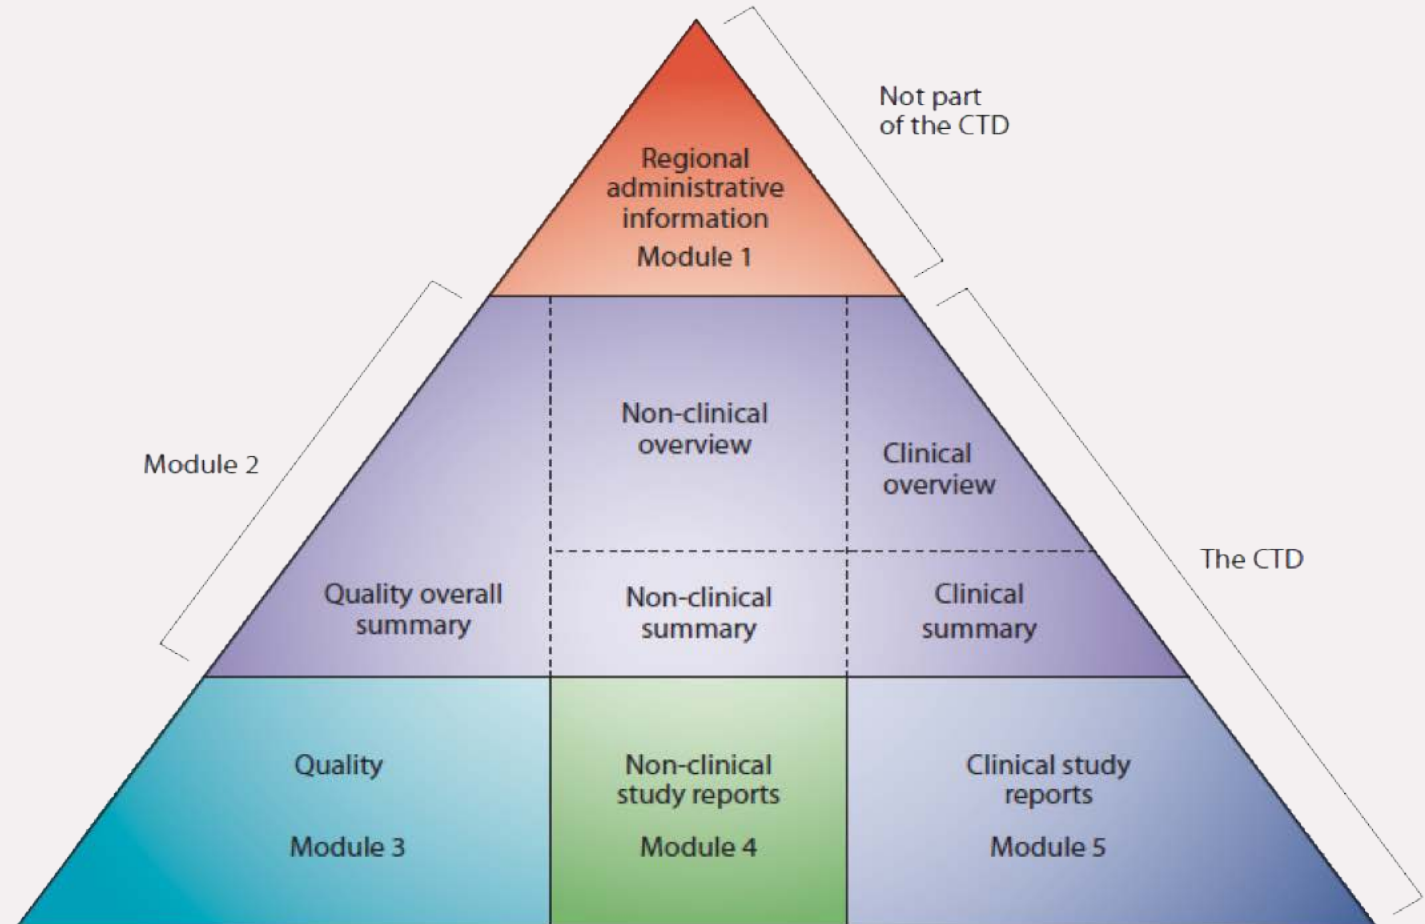 Not part
of the CTD
Regional
administrative
information
Module 1
Module 2
Non-clinical
overview
Clinical
overview
The CTD
Quality overall
summary
Non-clinical
summary
Clinical
summary
Quality
Module 3
Non-clinical
study reports
Module 4
Clinical study
reports
Module 5